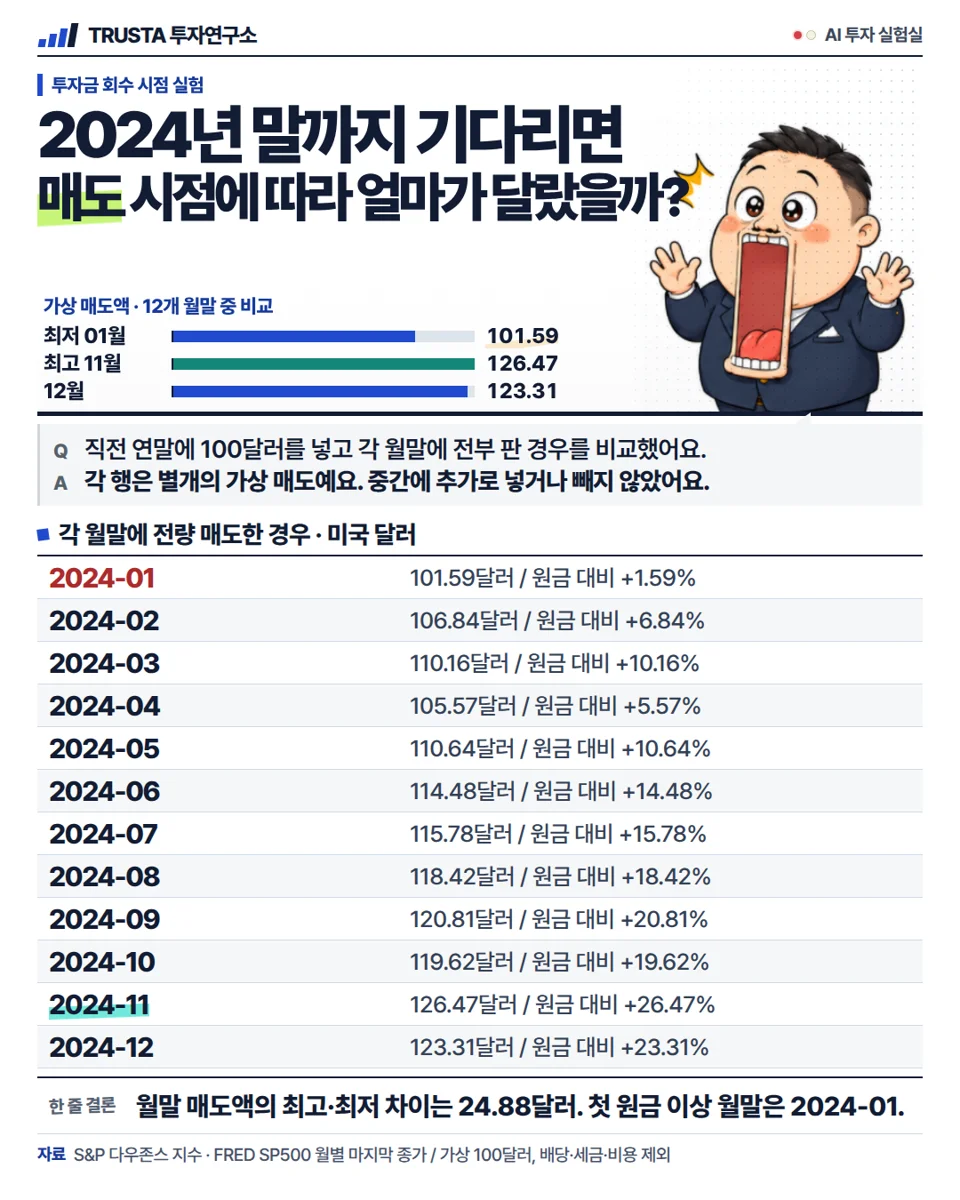 TRUSTA 투자연구소
AI 투자 실험실
투자금 회수 시점 실험
2024년 말까지 기다리면
매도 시점에 따라 얼마가 달랐을까?
가상 매도액 · 12개 월말 중 비교
최저 01월 101.59
최고 11월 126.47
12월 123.31
Q 직전 연말에 100달러를 넣고 각 월말에 전부 판 경우를 비교했어요.
A 각 행은 별개의 가상 매도예요. 중간에 추가로 넣거나 빼지 않았어요.
각 월말에 전량 매도한 경우 · 미국 달러
2024-01 101.59달러 / 원금 대비 +1.59%
2024-02 106.84달러 / 원금 대비 +6.84%
2024-03 110.16달러 / 원금 대비 +10.16%
2024-04 105.57달러 / 원금 대비 +5.57%
2024-05 110.64달러 / 원금 대비 +10.64%
2024-06 114.48달러 / 원금 대비 +14.48%
2024-07 115.78달러 / 원금 대비 +15.78%
2024-08 118.42달러 / 원금 대비 +18.42%
2024-09 120.81달러 / 원금 대비 +20.81%
2024-10 119.62달러 / 원금 대비 +19.62%
2024-11 126.47달러 / 원금 대비 +26.47%
2024-12 123.31달러 / 원금 대비 +23.31%
한 줄 결론 월말 매도액의 최고·최저 차이는 24.88달러. 첫 원금 이상 월말은 2024-01.
자료 S&P 다우존스 지수 · FRED SP500 월별 마지막 종가 / 가상 100달러, 배당·세금·비용 제외